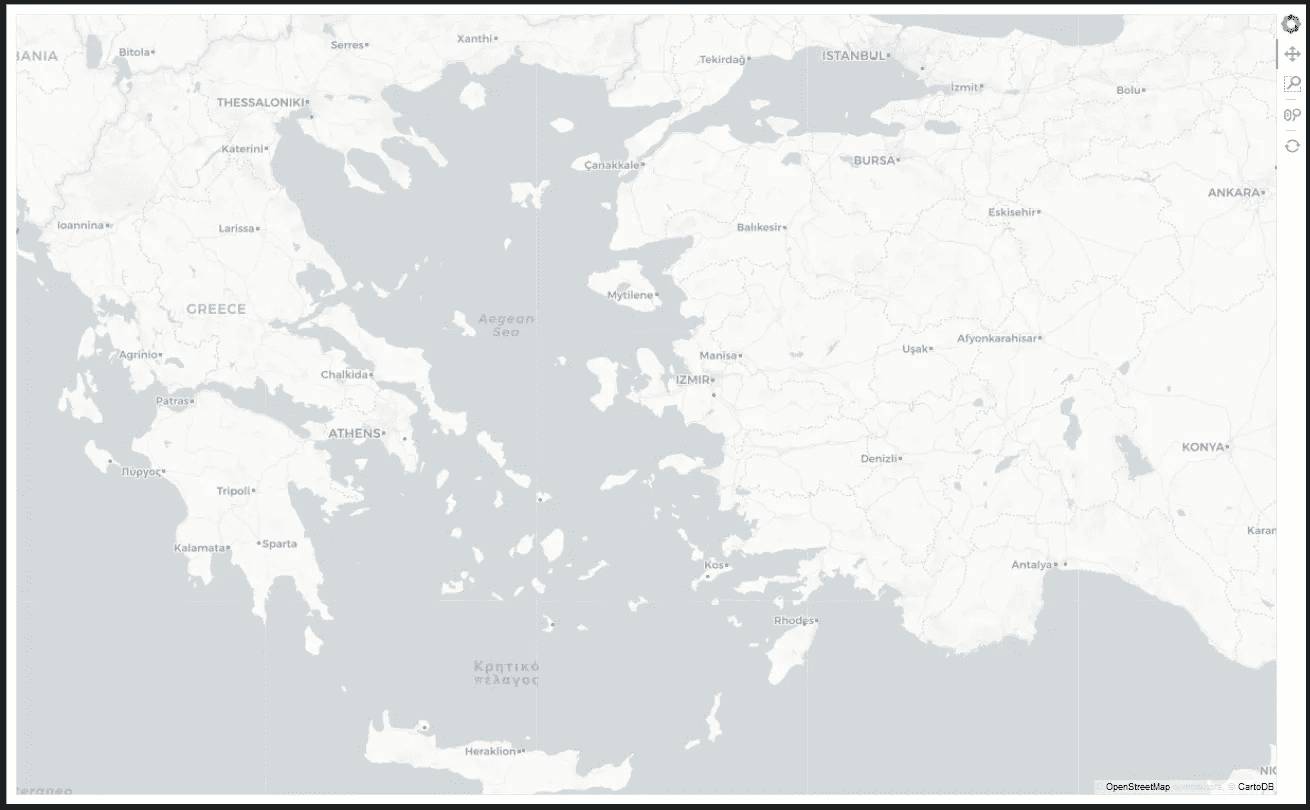 BANIA
Bitola
Serres
Xanthi
Tekirdağ
ISTANBUL
THESSALONIKI
İzmit
Bolu
Katerini
Çanakkale
BURSA
ANKARA
Ioannina
Larissa
Balıkesir
Eskisehir
GREECE
Mytilene
Aegean
Sea
Agrinio
Chalkida
Manisa
IZMIR
Uşak
Afyonkarahisar
Patras
ATHENS
Πύργος
Denizli
KONYA
Tripoli
Kalamata
Sparta
Kos
Antalya
Karan
Rhodes
Κρητικό
πέλαγος
Heraklion
NIC
teraneo
OpenStreetMap
© CartoDB